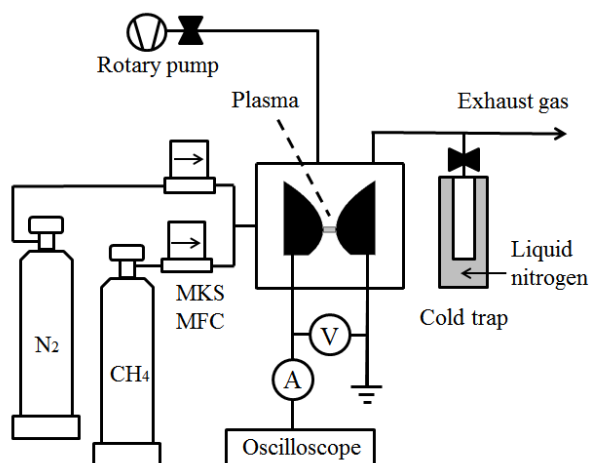 Rotary pump
Plasma
Exhaust gas
Liquid
nitrogen
Cold trap
MKS
MFC
N2
CH4
V
A
Oscilloscope